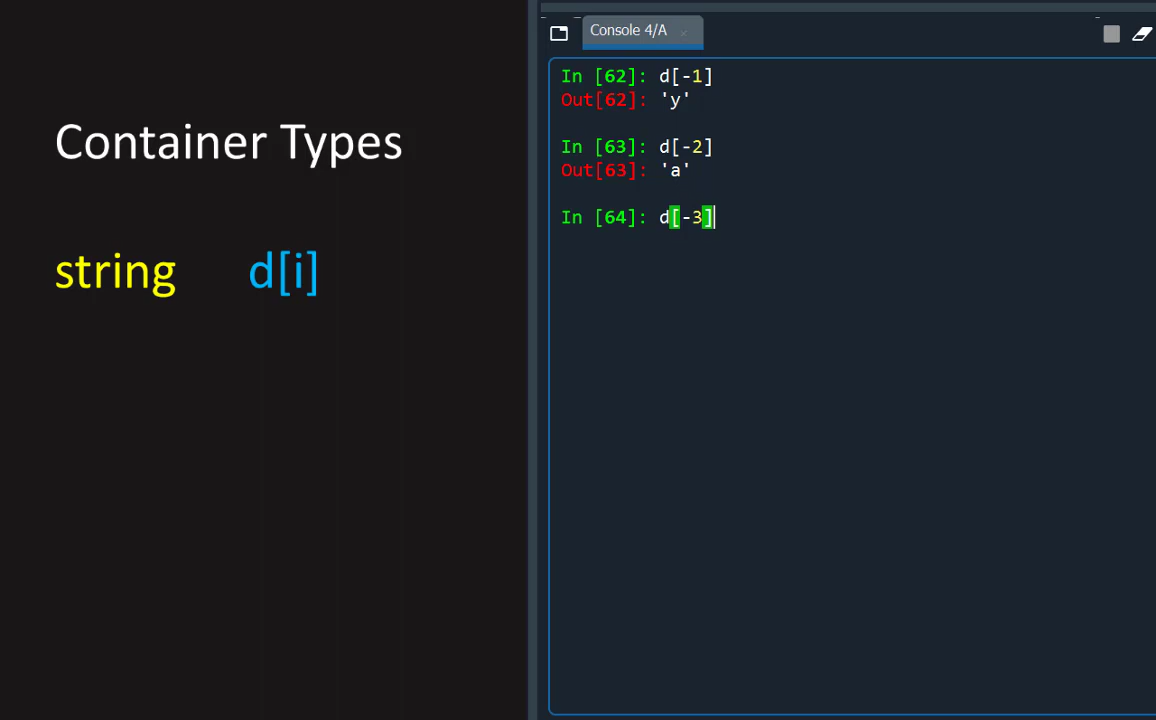 Container Types
string d[i]
Console 4/A
In [62]: d[-1]
Out[62]: 'y'
In [63]: d[-2]
Out[63]: 'a'
In [64]: d[-3]